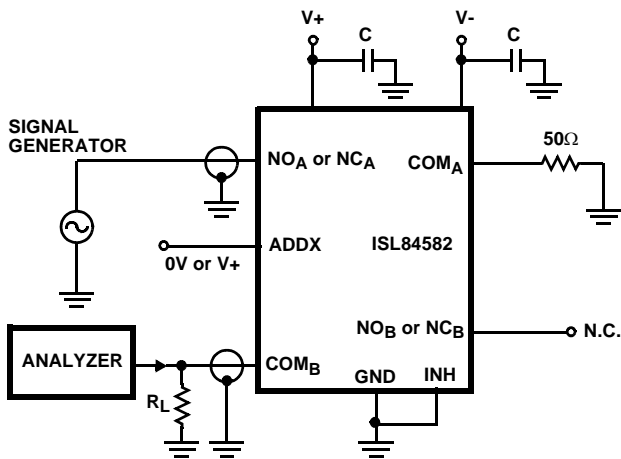 V+
C
V-
C
SIGNAL
GENERATOR
50Ω
NOA or NCA
COMA
ADDX
ISL84582
0V or V+
NOB or NCB
N.C.
ANALYZER
COMB
GND
INH
RL